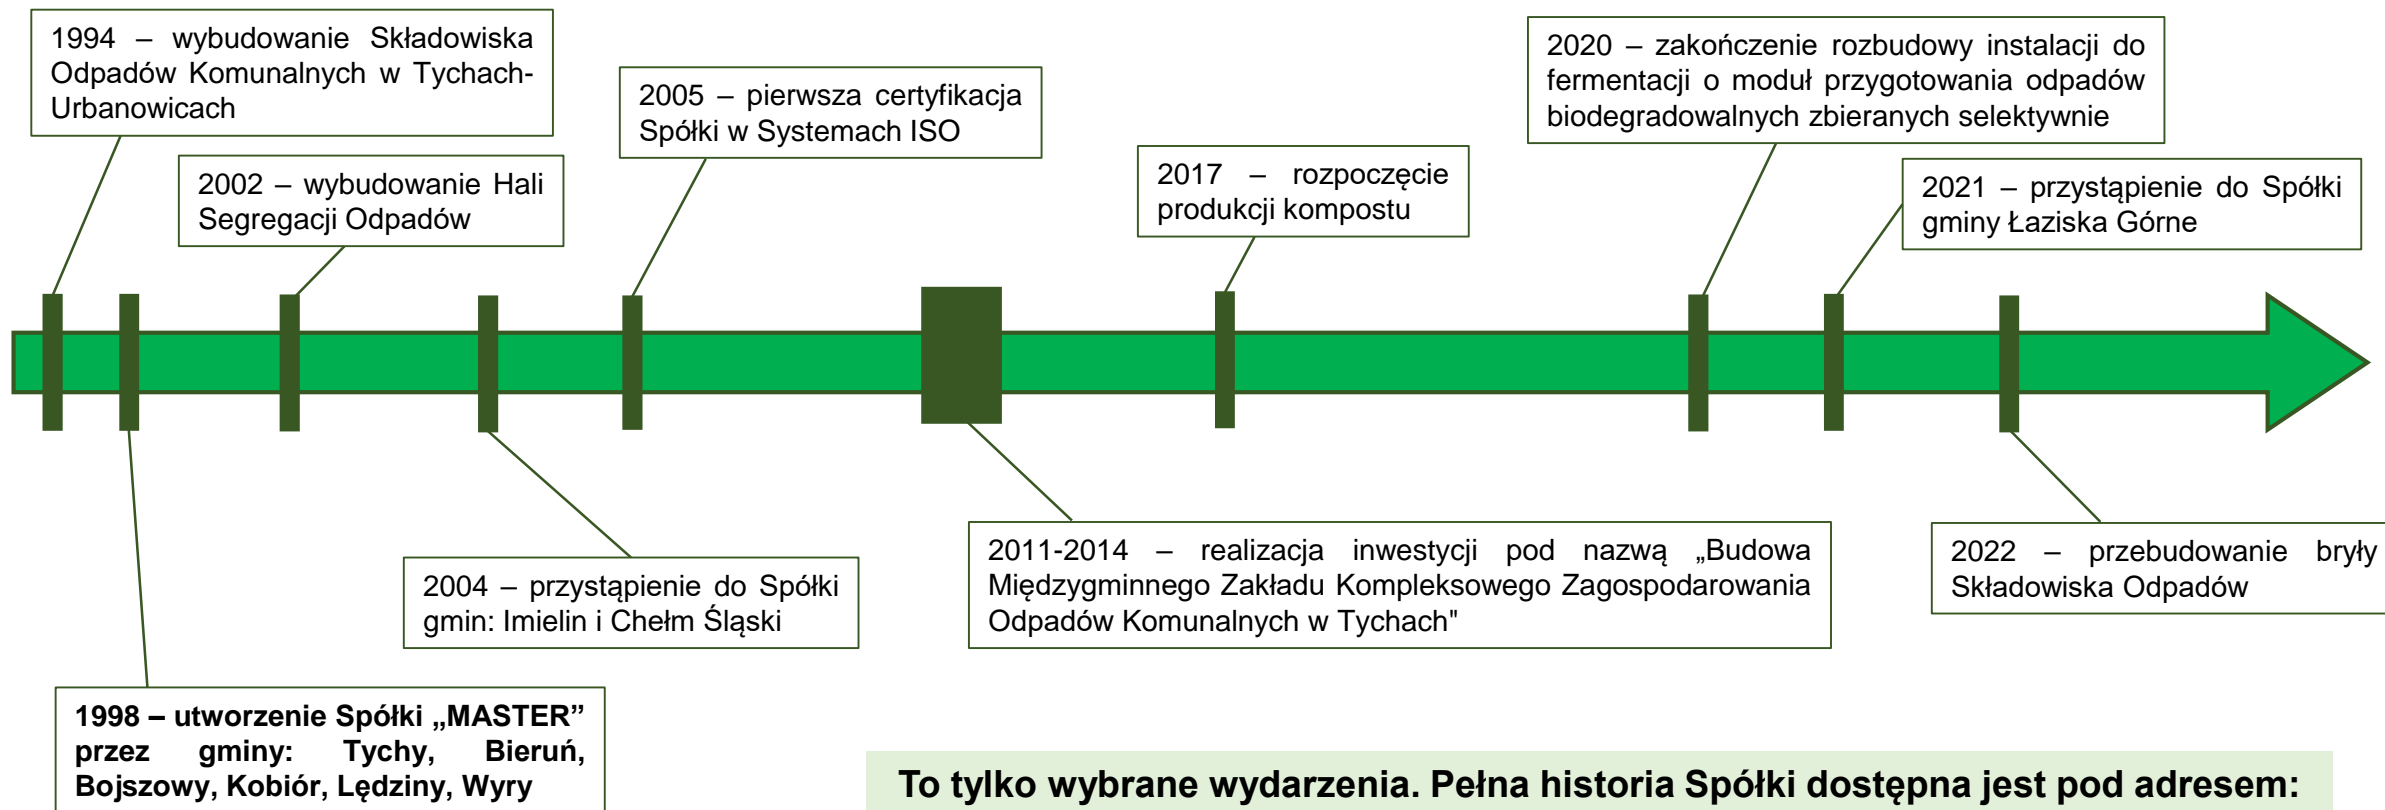 1994 – wybudowanie Składowiska
Odpadów Komunalnych w Tychach-
Urbanowicach
2002 – wybudowanie Hali
Segregacji Odpadów
2005 – pierwsza certyfikacja
Spółki w Systemach ISO
2017 – rozpoczęcie
produkcji kompostu
2020 – zakończenie rozbudowy instalacji do
fermentacji o moduł przygotowania odpadów
biodegradowalnych zbieranych selektywnie
2021 – przystąpienie do Spółki
gminy Łaziska Górne
1998 – utworzenie Spółki „MASTER”
przez gminy: Tychy, Bieruń,
Bojszowy, Kobiór, Lędziny, Wyry
2004 – przystąpienie do Spółki
gmin: Imielin i Chełm Śląski
2011-2014 – realizacja inwestycji pod nazwą „Budowa
Międzygminnego Zakładu Kompleksowego Zagospodarowania
Odpadów Komunalnych w Tychach"
2022 – przebudowanie bryły
Składowiska Odpadów
To tylko wybrane wydarzenia. Pełna historia Spółki dostępna jest pod adresem: